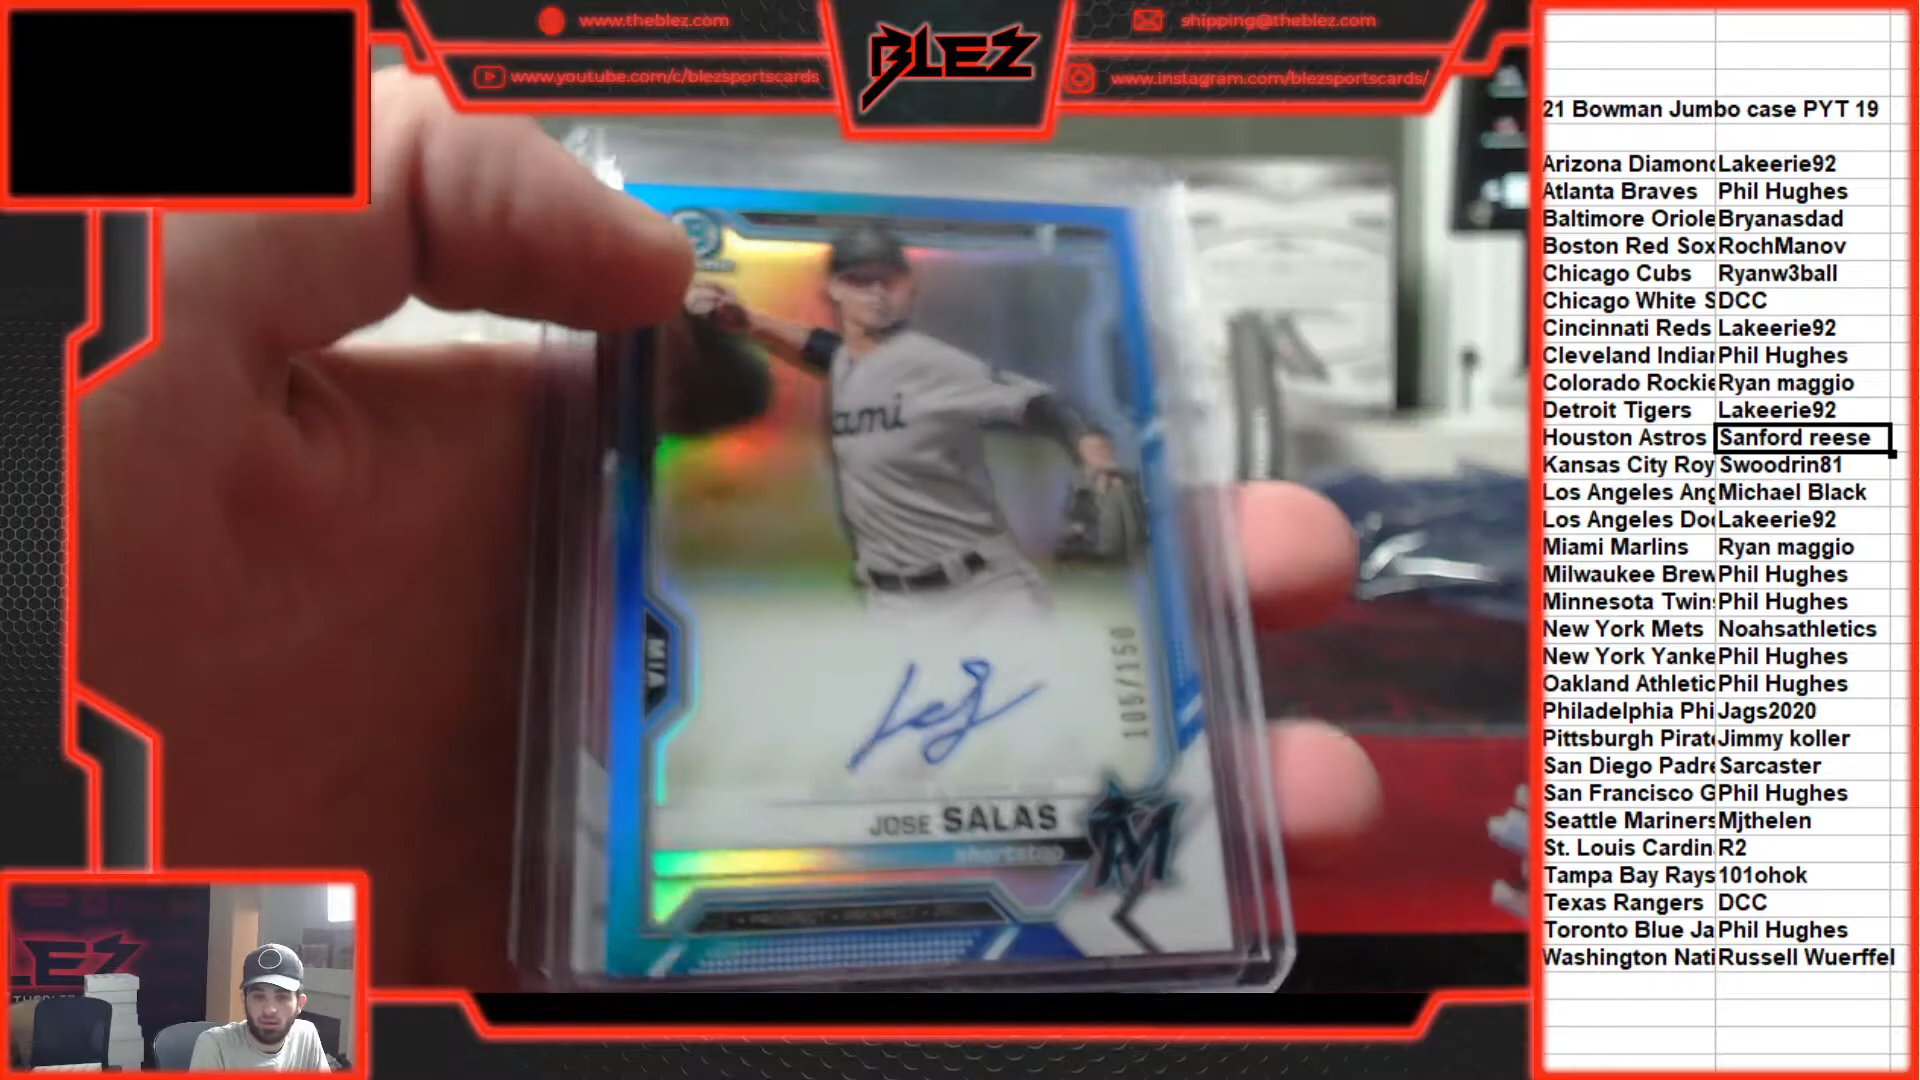 www.theblez.com
www.youtube.com/c/blezsportscards
BLEZ
shipping@theblez.com
www.instagram.com/blezsportscards/
ami
MIA
105/150
JOSE SALAS
shortstop
PROSPECT • PROSPECT
21 Bowman Jumbo case PYT 19
Arizona Diamond Lakeerie92
Atlanta Braves Phil Hughes
Baltimore Oriole Bryanasdad
Boston Red Sox RochManov
Chicago Cubs Ryanw3ball
Chicago White S DCC
Cincinnati Reds Lakeerie92
Cleveland Indian Phil Hughes
Colorado Rockie Ryan maggio
Detroit Tigers Lakeerie92
Houston Astros Sanford reese
Kansas City Roy Swoodrin81
Los Angeles Ang Michael Black
Los Angeles Dod Lakeerie92
Miami Marlins Ryan maggio
Milwaukee Brew Phil Hughes
Minnesota Twins Phil Hughes
New York Mets Noahsathletics
New York Yanke Phil Hughes
Oakland Athletic Phil Hughes
Philadelphia Phi Jags2020
Pittsburgh Pirate Jimmy koller
San Diego Padre Sarcaster
San Francisco G Phil Hughes
Seattle Mariners Mjthelen
St. Louis Cardin R2
Tampa Bay Rays 101ohok
Texas Rangers DCC
Toronto Blue Ja Phil Hughes
Washington Nati Russell Wuerffel